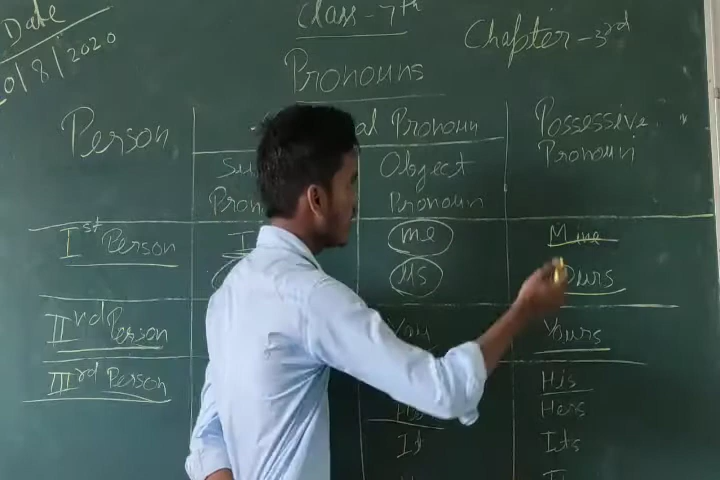 Date
0/8/2020
Class-7th
Chapter-3rd
Pronouns
Person
al Pronoun
Possessive
Pronoun
Su
Pron
Object
Pronoun
Ist Person
I
me
Mine
us
Ours
IInd Person
You
Yours
IIIrd Person
His
Hers
It
Its